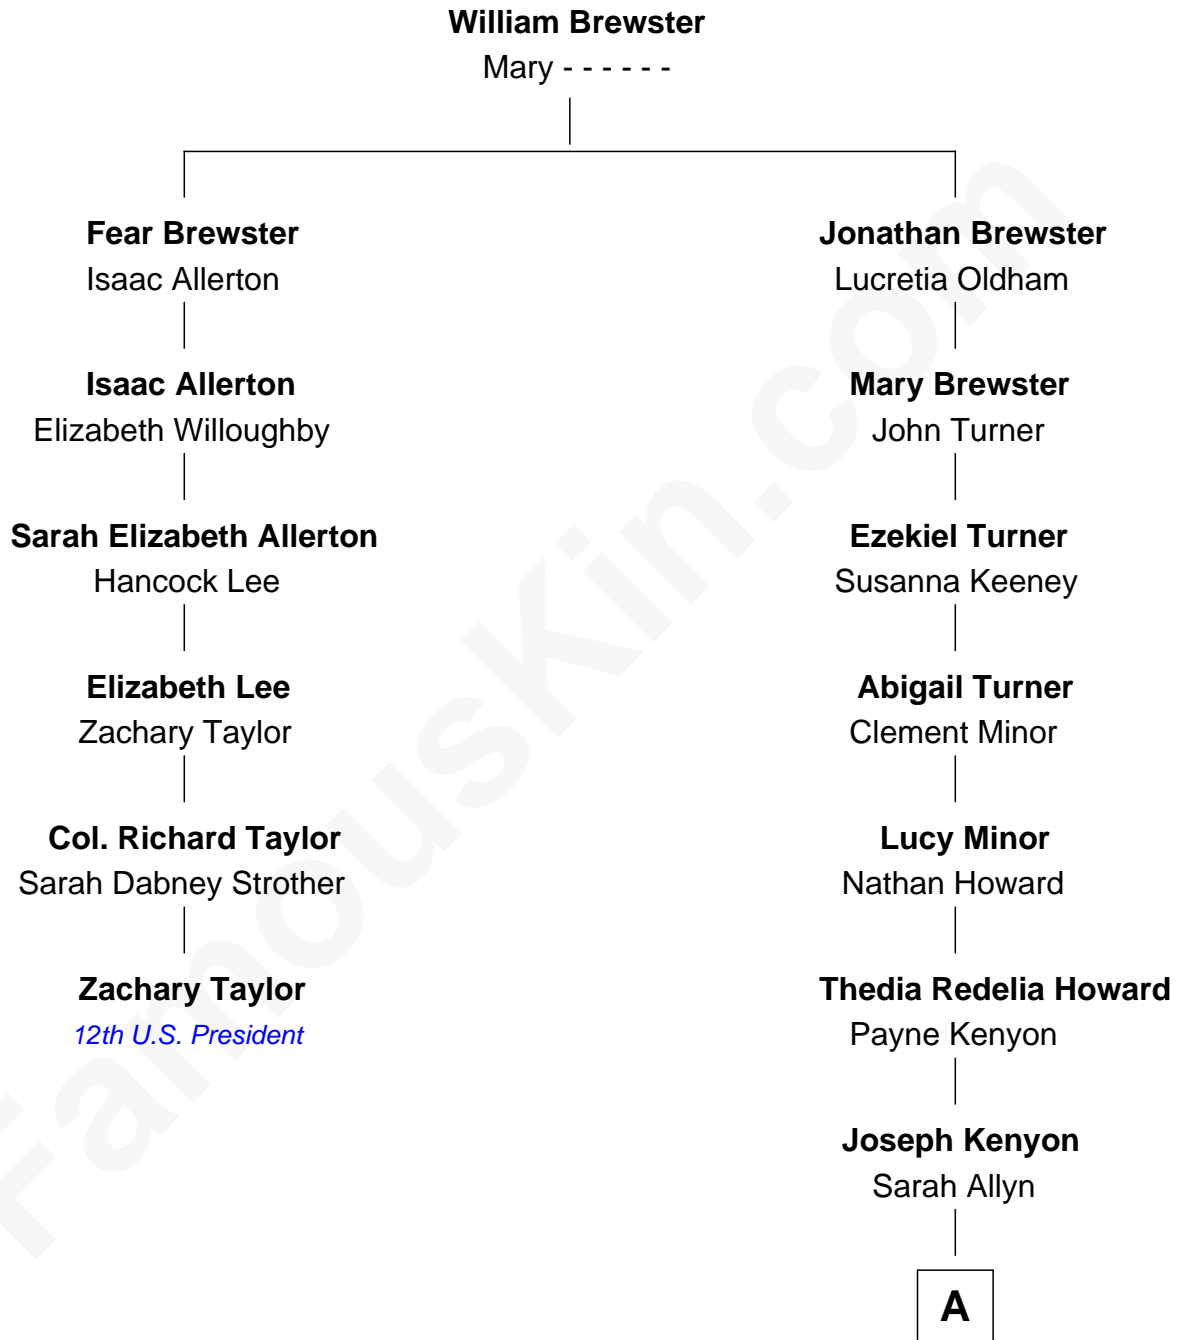 William Brewster
Mary - - - - - -
Fear Brewster
Isaac Allerton
Isaac Allerton
Elizabeth Willoughby
Sarah Elizabeth Allerton
Hancock Lee
Elizabeth Lee
Zachary Taylor
Col. Richard Taylor
Sarah Dabney Strother
Zachary Taylor
12th U.S. President
Jonathan Brewster
Lucretia Oldham
Mary Brewster
John Turner
Ezekiel Turner
Susanna Keeney
Abigail Turner
Clement Minor
Lucy Minor
Nathan Howard
Thedia Redelia Howard
Payne Kenyon
Joseph Kenyon
Sarah Allyn
A
FamousKin.com